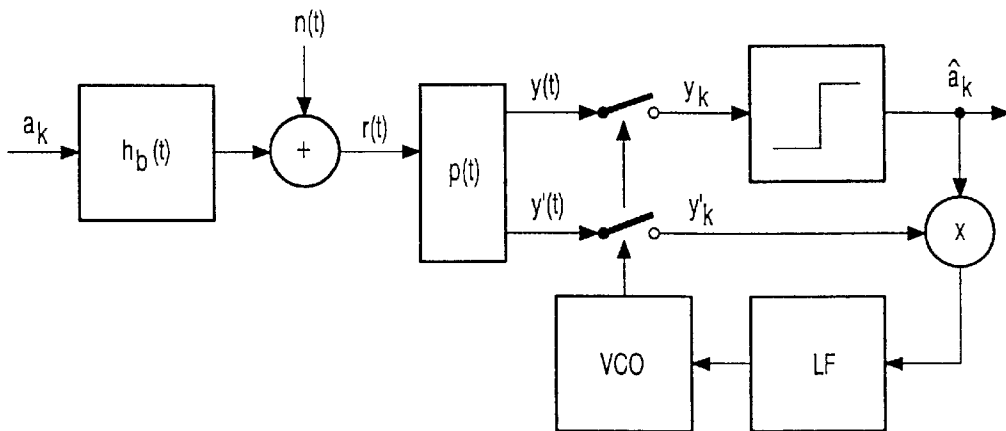 n(t)
a_k
h_b(t)
+
r(t)
p(t)
y(t)
y_k
â_k
y'(t)
y'_k
x
VCO
LF